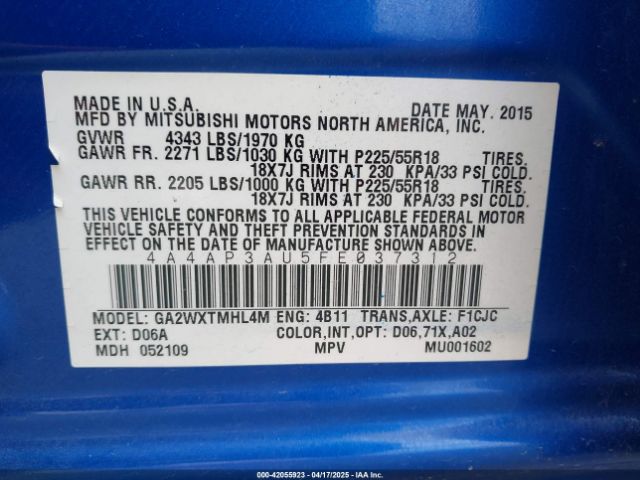 MADE IN U.S.A. DATE MAY. 2015
MFD BY MITSUBISHI MOTORS NORTH AMERICA, INC.
GVWR 4343 LBS/1970 KG
GAWR FR. 2271 LBS/1030 KG WITH P225/55R18 TIRES.
18X7J RIMS AT 230 KPA/33 PSI COLD.
GAWR RR. 2205 LBS/1000 KG WITH P225/55R18 TIRES.
18X7J RIMS AT 230 KPA/33 PSI COLD.
THIS VEHICLE CONFORMS TO ALL APPLICABLE FEDERAL MOTOR
VEHICLE SAFETY AND THEFT PREVENTION STANDARDS IN
EFFECT ON THE DATE OF MANUFACTURE SHOWN ABOVE.
4A4AP3AU5FE037312
MODEL: GA2WXTMHL4M ENG: 4B11 TRANS,AXLE: F1CJC
EXT: D06A COLOR,INT,OPT: D06,71X,A02
MDH 052109 MPV MU001602
000-42055923 - 04/17/2025 - IAA Inc.